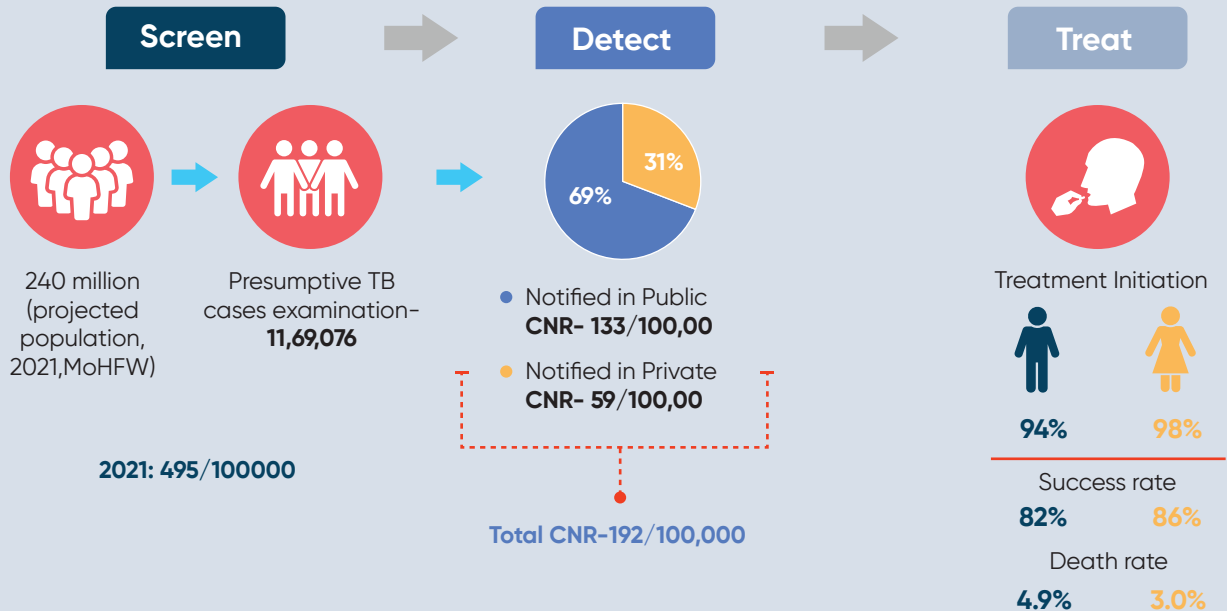 Screen
Detect
Treat
240 million
(projected
population,
2021,MoHFW)
Presumptive TB
cases examination-
11,69,076
2021: 495/100000
31%
69%
Notified in Public
CNR- 133/100,00
Notified in Private
CNR- 59/100,00
Total CNR-192/100,000
Treatment Initiation
94% 98%
Success rate
82% 86%
Death rate
4.9% 3.0%